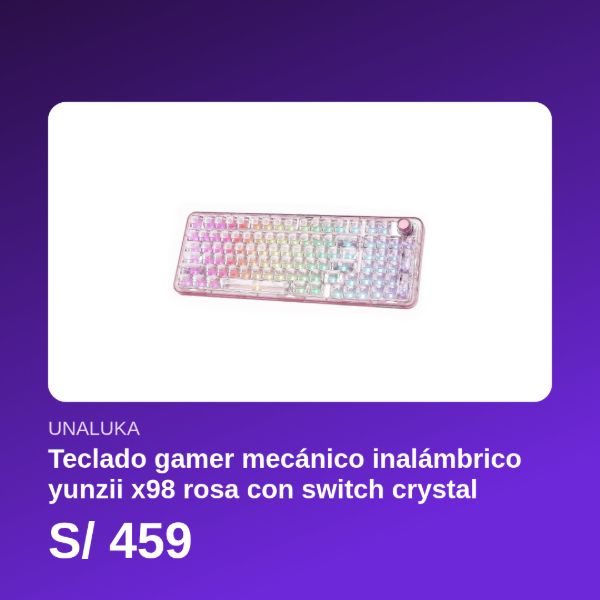 UNALUKA
Teclado gamer mecánico inalámbrico
yunzii x98 rosa con switch crystal
S/ 459